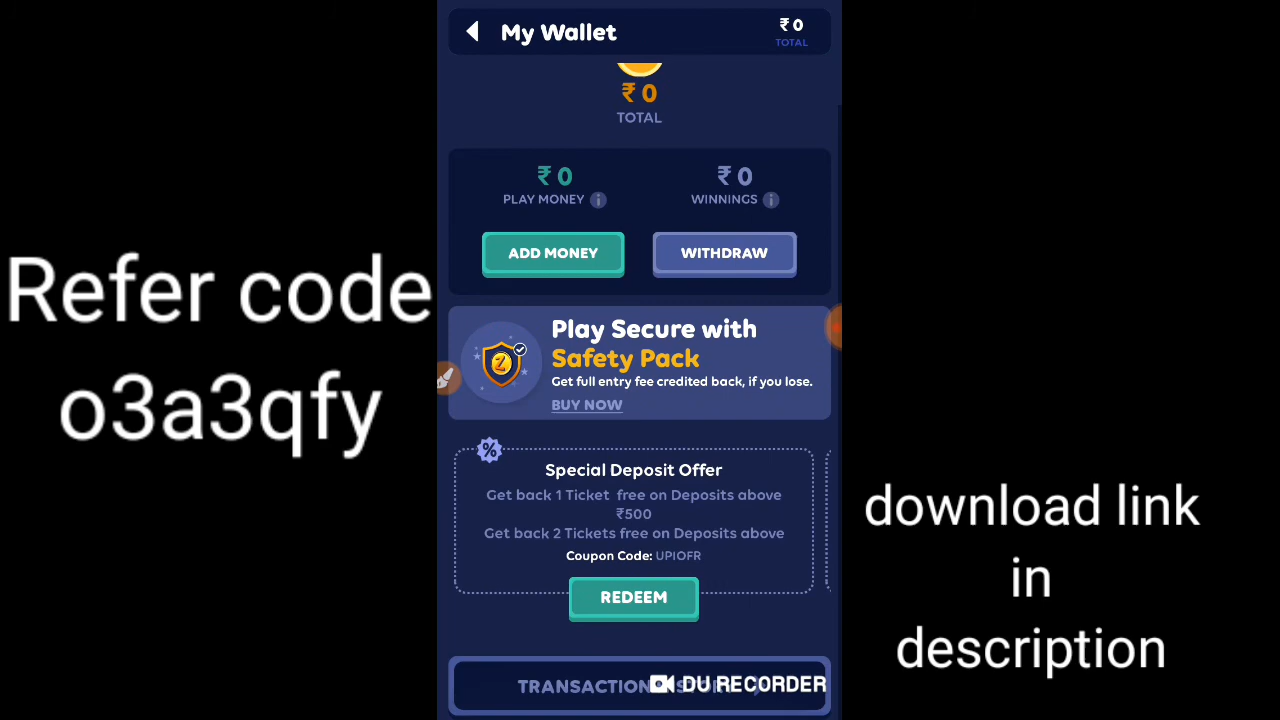 My Wallet
₹ 0
TOTAL
₹ 0
TOTAL
₹ 0
PLAY MONEY i
₹ 0
WINNINGS i
ADD MONEY
WITHDRAW
Refer code
o3a3qfy
Play Secure with
Safety Pack
Get full entry fee credited back, if you lose.
BUY NOW
Special Deposit Offer
Get back 1 Ticket free on Deposits above
₹500
Get back 2 Tickets free on Deposits above
Coupon Code: UPIOFR
REDEEM
download link
in
description
TRANSACTION
DU RECORDER